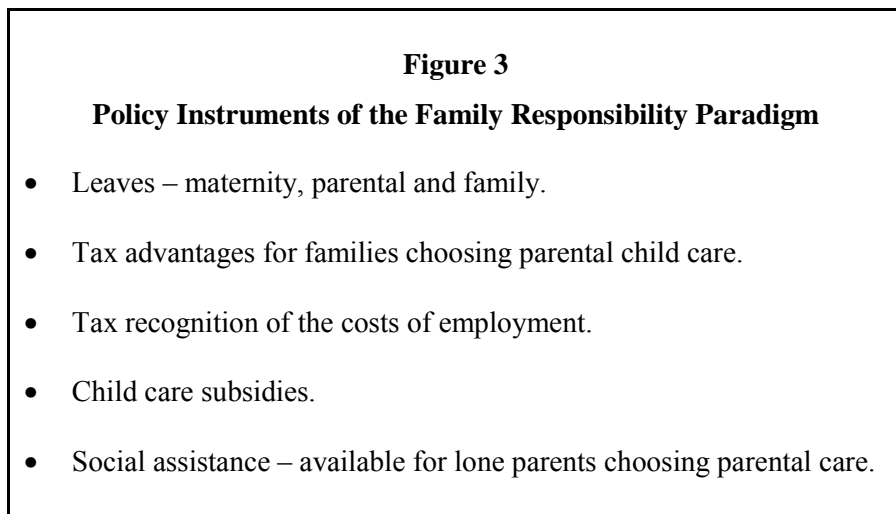 Figure 3
Policy Instruments of the Family Responsibility Paradigm
• Leaves – maternity, parental and family.
• Tax advantages for families choosing parental child care.
• Tax recognition of the costs of employment.
• Child care subsidies.
• Social assistance – available for lone parents choosing parental care.